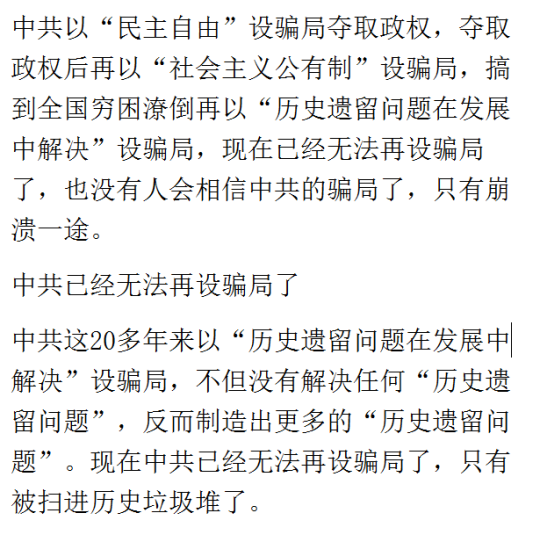 中共以“民主自由”设骗局夺取政权，夺取
政权后再以“社会主义公有制”设骗局，搞
到全国穷困潦倒再以“历史遗留问题在发展
中解决”设骗局，现在已经无法再设骗局
了，也没有人会相信中共的骗局了，只有崩
溃一途。
中共已经无法再设骗局了
中共这20多年来以“历史遗留问题在发展中
解决”设骗局，不但没有解决任何“历史遗
留问题”，反而制造出更多的“历史遗留问
题”。现在中共已经无法再设骗局了，只有
被扫进历史垃圾堆了。